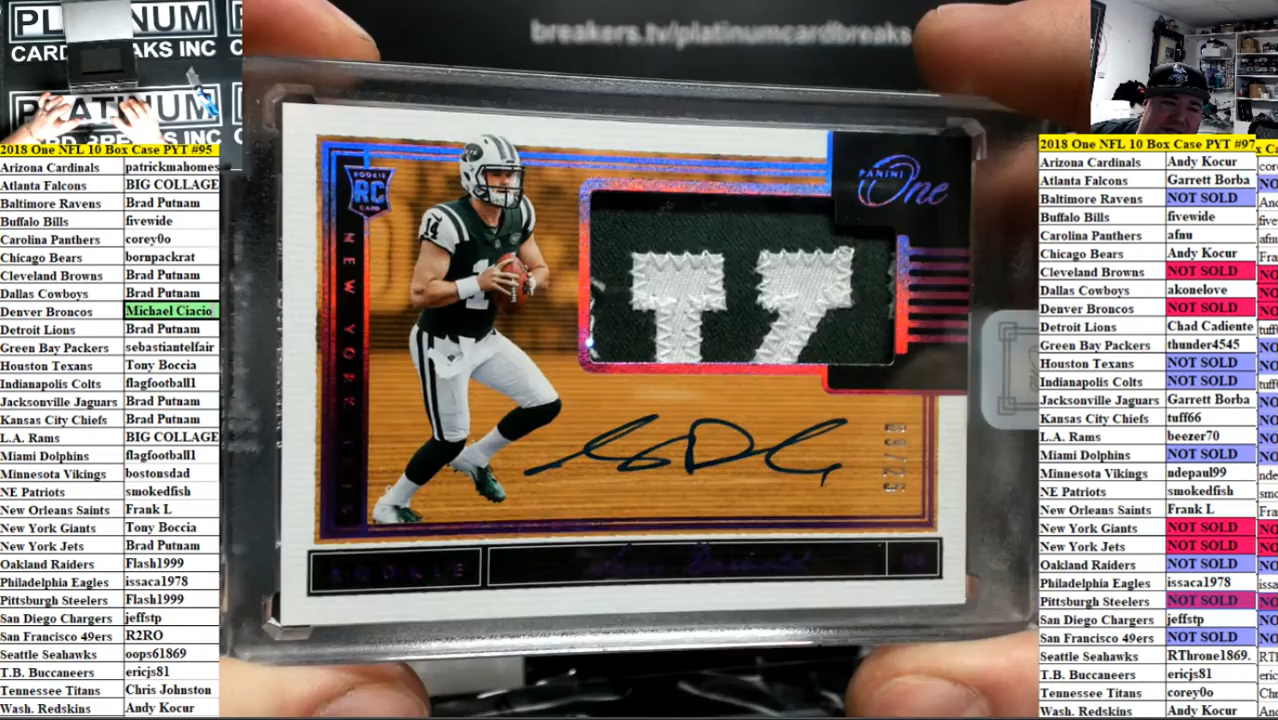 PLATINUM
CARD BREAKS INC
PLATINUM
CARD BREAKS INC
breakers.tv/platinumcardbreaks
2018 One NFL 10 Box Case PYT #95
Arizona Cardinals patrickmahomes
Atlanta Falcons BIG COLLAGE
Baltimore Ravens Brad Putnam
Buffalo Bills fivewide
Carolina Panthers corey0o
Chicago Bears bornpackrat
Cleveland Browns Brad Putnam
Dallas Cowboys Brad Putnam
Denver Broncos Michael Ciacio
Detroit Lions Brad Putnam
Green Bay Packers sebastiantelfair
Houston Texans Tony Boccia
Indianapolis Colts flagfootball1
Jacksonville Jaguars Brad Putnam
Kansas City Chiefs Brad Putnam
L.A. Rams BIG COLLAGE
Miami Dolphins flagfootball1
Minnesota Vikings bostonsdad
NE Patriots smokedfish
New Orleans Saints Frank L
New York Giants Tony Boccia
New York Jets Brad Putnam
Oakland Raiders Flash1999
Philadelphia Eagles issaca1978
Pittsburgh Steelers Flash1999
San Diego Chargers jeffstp
San Francisco 49ers R2RO
Seattle Seahawks oops61869
T.B. Buccaneers ericjs81
Tennessee Titans Chris Johnston
Wash. Redskins Andy Kocur
ROOKIE
RC
CARD
NEW YORK JETS
14
PANINI
One
ROOKIE
QB
2018 One NFL 10 Box Case PYT #97
Arizona Cardinals Andy Kocur
Atlanta Falcons Garrett Borba
Baltimore Ravens NOT SOLD
Buffalo Bills fivewide
Carolina Panthers afnu
Chicago Bears Andy Kocur
Cleveland Browns NOT SOLD
Dallas Cowboys akonelove
Denver Broncos NOT SOLD
Detroit Lions Chad Cadiente
Green Bay Packers thunder4545
Houston Texans NOT SOLD
Indianapolis Colts NOT SOLD
Jacksonville Jaguars Garrett Borba
Kansas City Chiefs tuff66
L.A. Rams beezer70
Miami Dolphins NOT SOLD
Minnesota Vikings ndepaul99
NE Patriots smokedfish
New Orleans Saints Frank L
New York Giants NOT SOLD
New York Jets NOT SOLD
Oakland Raiders NOT SOLD
Philadelphia Eagles issaca1978
Pittsburgh Steelers NOT SOLD
San Diego Chargers jeffstp
San Francisco 49ers NOT SOLD
Seattle Seahawks RThrone1869.
T.B. Buccaneers ericjs81
Tennessee Titans corey0o
Wash. Redskins Andy Kocur